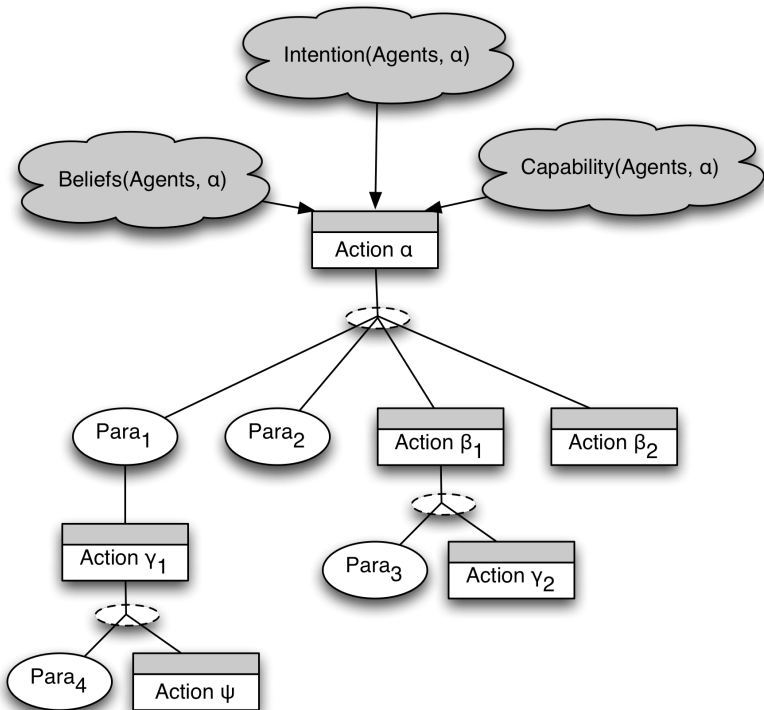 Intention(Agents, α)
Beliefs(Agents, α)
Capability(Agents, α)
Action α
Para1
Para2
Action β1
Action β2
Action γ1
Para3
Action γ2
Para4
Action ψ